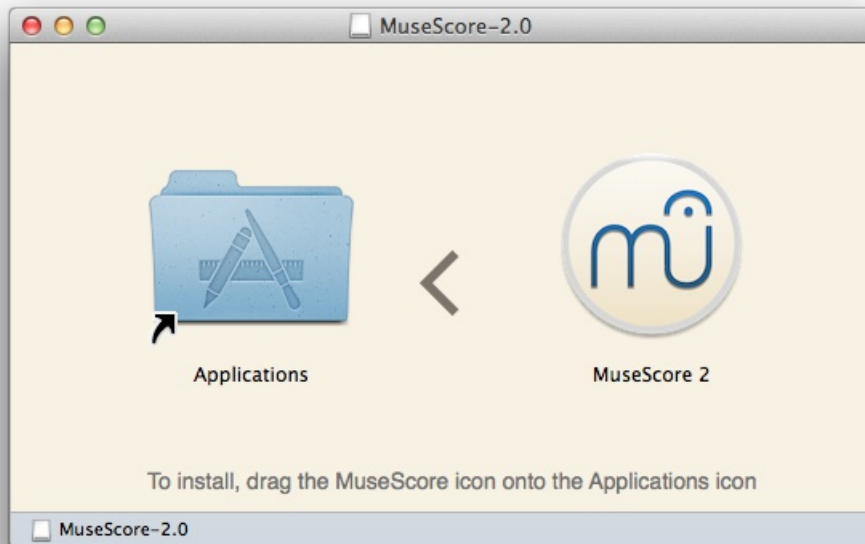 MuseScore-2.0
Applications
MuseScore 2
To install, drag the MuseScore icon onto the Applications icon
MuseScore-2.0